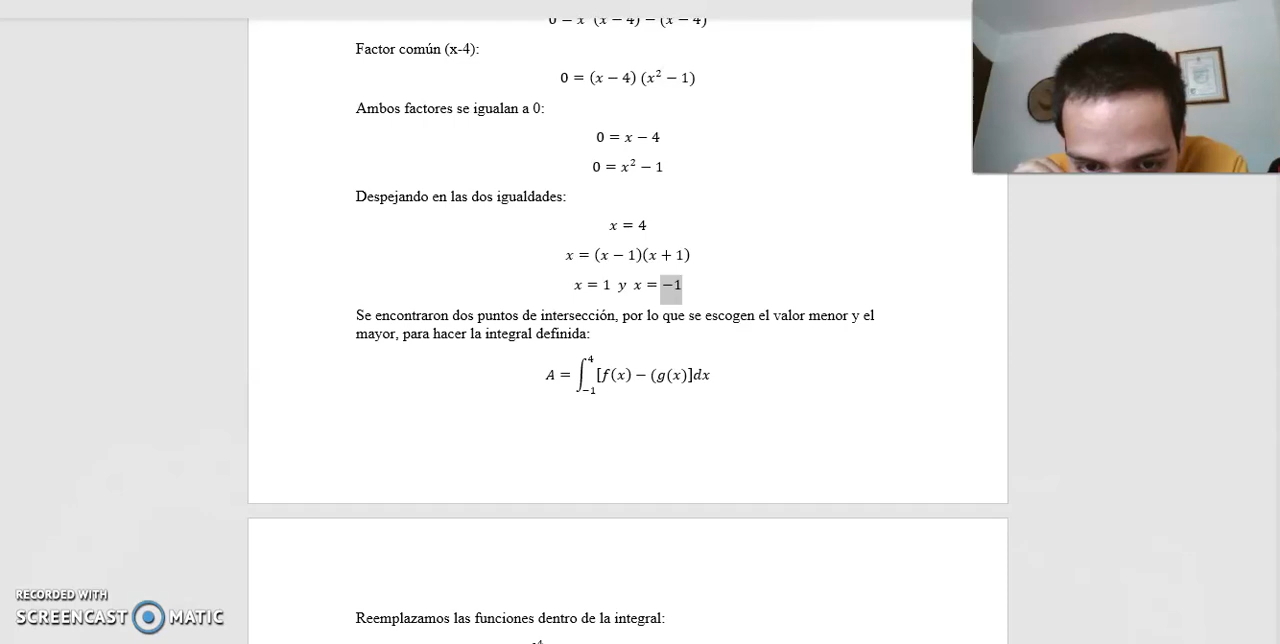 Factor común (x-4):
0 = (x − 4) (x² − 1)
Ambos factores se igualan a 0:
0 = x − 4
0 = x² − 1
Despejando en las dos igualdades:
x = 4
x = (x − 1)(x + 1)
x = 1 y x = −1
Se encontraron dos puntos de intersección, por lo que se escogen el valor menor y el
mayor, para hacer la integral definida:
A = ∫₋₁⁴ [f(x) − (g(x)]dx
RECORDED WITH
SCREENCAST MATIC
Reemplazamos las funciones dentro de la integral: